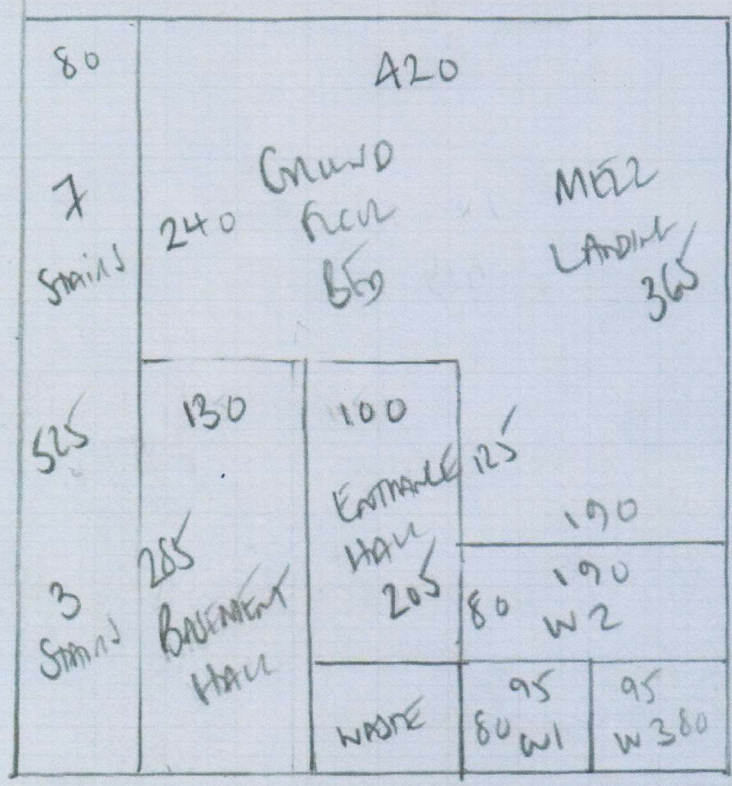 80
420
7
STAIRS
240
GROUND
FLOOR
BED
MEZZ
LANDING
365
525
130
100
125
ENTRANCE
HALL
205
190
285
BASEMENT
HALL
3
STAIRS
80
190
W2
WASTE
95
80
W1
95
W3
80